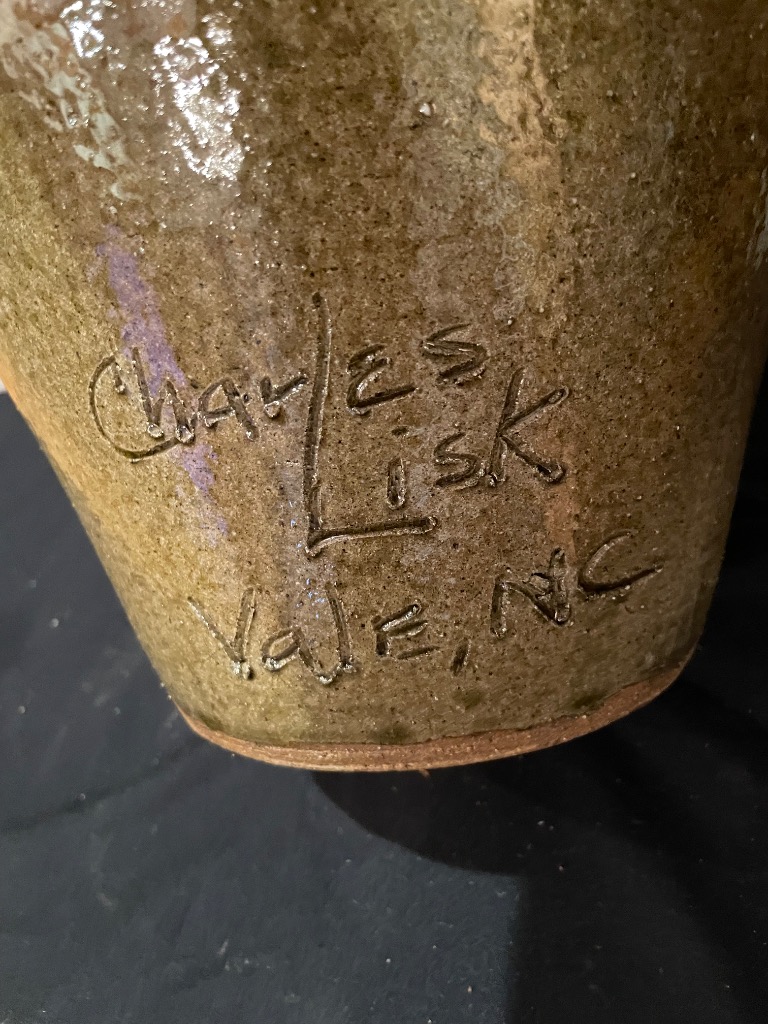 Charles
Lisk
Vale, NC